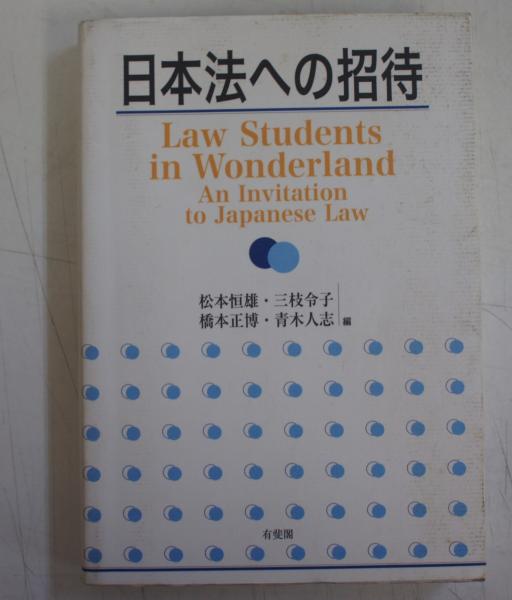 日本法への招待
Law Students
in Wonderland
An Invitation
to Japanese Law
松本恒雄・三枝令子
橋本正博・青木人志 編
有斐閣